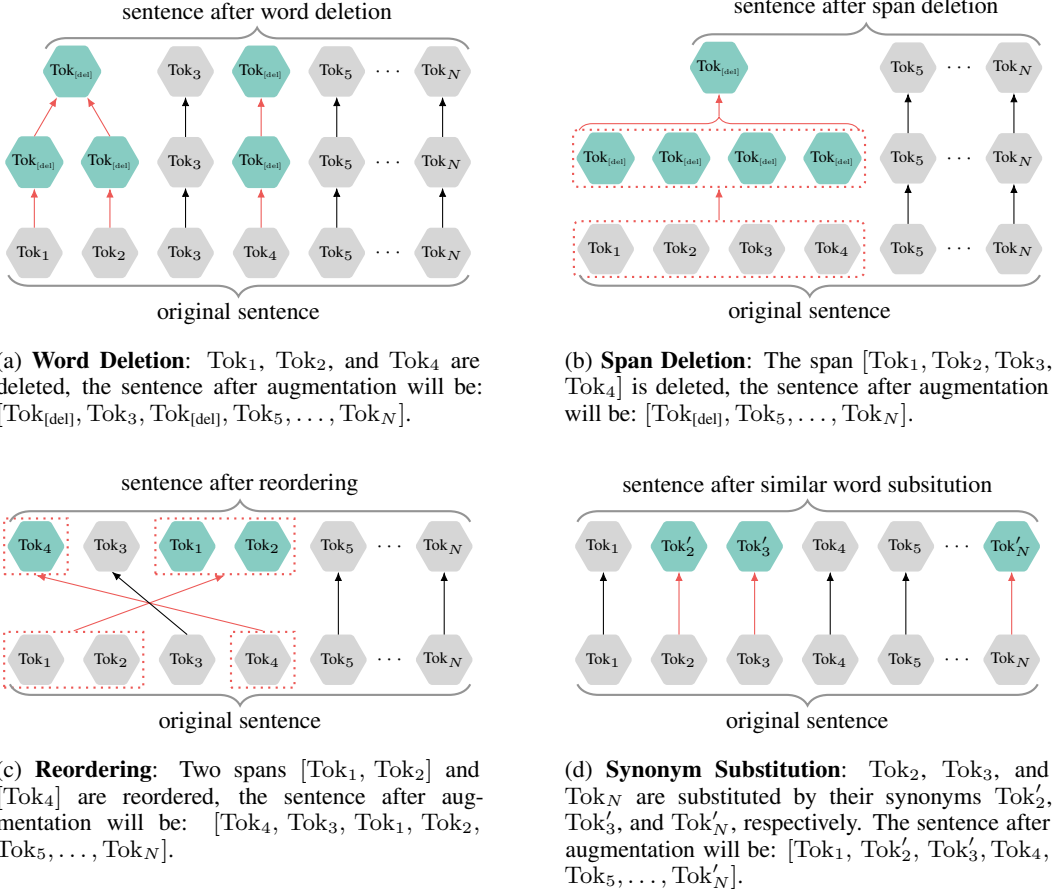 sentence after word deletion
Tok[del] Tok3 Tok[del] Tok5 ··· TokN
Tok[del] Tok[del] Tok3 Tok[del] Tok5 ··· TokN
Tok1 Tok2 Tok3 Tok4 Tok5 ··· TokN
original sentence
(a) Word Deletion: Tok1, Tok2, and Tok4 are
deleted, the sentence after augmentation will be:
[Tok[del], Tok3, Tok[del], Tok5, . . . , TokN].
sentence after span deletion
Tok[del] Tok5 ··· TokN
Tok[del] Tok[del] Tok[del] Tok[del] Tok5 ··· TokN
Tok1 Tok2 Tok3 Tok4 Tok5 ··· TokN
original sentence
(b) Span Deletion: The span [Tok1, Tok2, Tok3,
Tok4] is deleted, the sentence after augmentation
will be: [Tok[del], Tok5, . . . , TokN].
sentence after reordering
Tok4 Tok3 Tok1 Tok2 Tok5 ··· TokN
Tok1 Tok2 Tok3 Tok4 Tok5 ··· TokN
original sentence
(c) Reordering: Two spans [Tok1, Tok2] and
[Tok4] are reordered, the sentence after aug-
mentation will be: [Tok4, Tok3, Tok1, Tok2,
Tok5, . . . , TokN].
sentence after similar word subsitution
Tok1 Tok′2 Tok′3 Tok4 Tok5 ··· Tok′N
Tok1 Tok2 Tok3 Tok4 Tok5 ··· TokN
original sentence
(d) Synonym Substitution: Tok2, Tok3, and
TokN are substituted by their synonyms Tok′2,
Tok′3, and Tok′N, respectively. The sentence after
augmentation will be: [Tok1, Tok′2, Tok′3, Tok4,
Tok5, . . . , Tok′N].